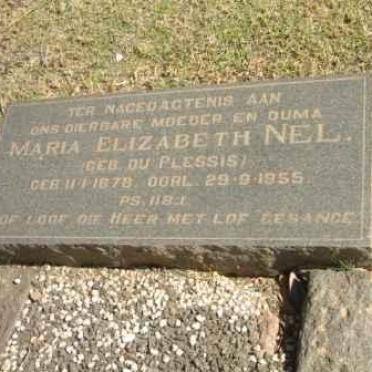 TER NAGEDAGTENIS AAN
ONS DIERBARE MOEDER EN OUMA
MARIA ELIZABETH NEL.
(GEB DU PLESSIS)
GEB 11-1-1878. OORL. 29-9-1955.
PS. 118:1
LOOF DIE HEER MET LOF GESANGE